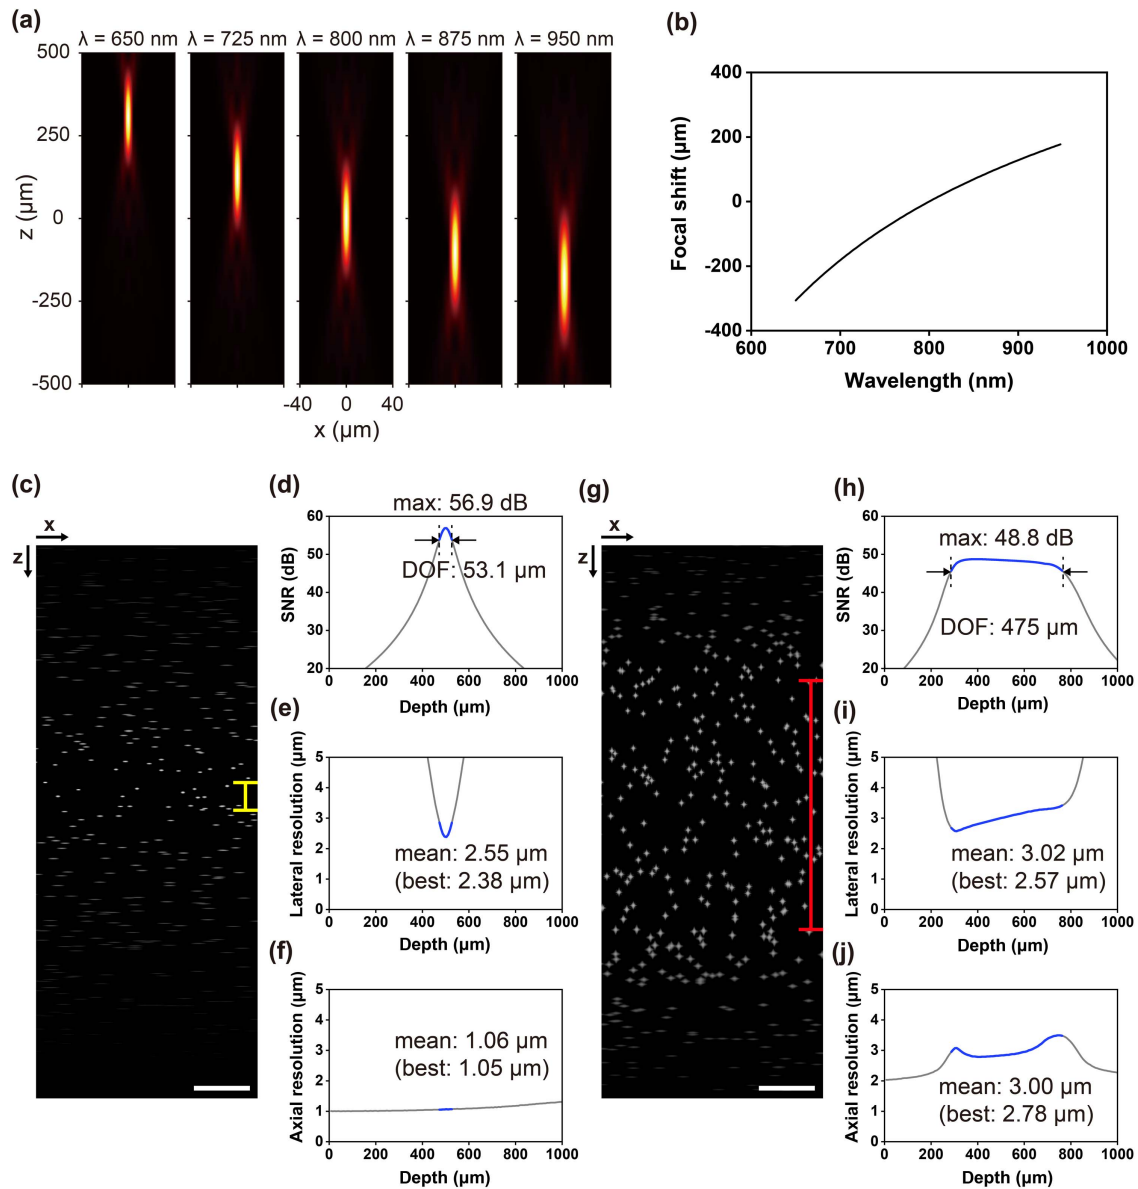 (a)
λ = 650 nm λ = 725 nm λ = 800 nm λ = 875 nm λ = 950 nm
500
250
0
-250
-500
z (µm)
-40 0 40
x (µm)
(b)
400
200
0
-200
-400
Focal shift (µm)
600 700 800 900 1000
Wavelength (nm)
(c)
x
z
(d)
max: 56.9 dB
DOF: 53.1 µm
60
50
40
30
20
SNR (dB)
0 200 400 600 800 1000
Depth (µm)
(e)
5
4
3
2
1
0
Lateral resolution (µm)
mean: 2.55 µm
(best: 2.38 µm)
0 200 400 600 800 1000
Depth (µm)
(f)
5
4
3
2
1
0
Axial resolution (µm)
mean: 1.06 µm
(best: 1.05 µm)
0 200 400 600 800 1000
Depth (µm)
(g)
x
z
(h)
60
50
40
30
20
SNR (dB)
max: 48.8 dB
DOF: 475 µm
0 200 400 600 800 1000
Depth (µm)
(i)
5
4
3
2
1
0
Lateral resolution (µm)
mean: 3.02 µm
(best: 2.57 µm)
0 200 400 600 800 1000
Depth (µm)
(j)
5
4
3
2
1
0
Axial resolution (µm)
mean: 3.00 µm
(best: 2.78 µm)
0 200 400 600 800 1000
Depth (µm)